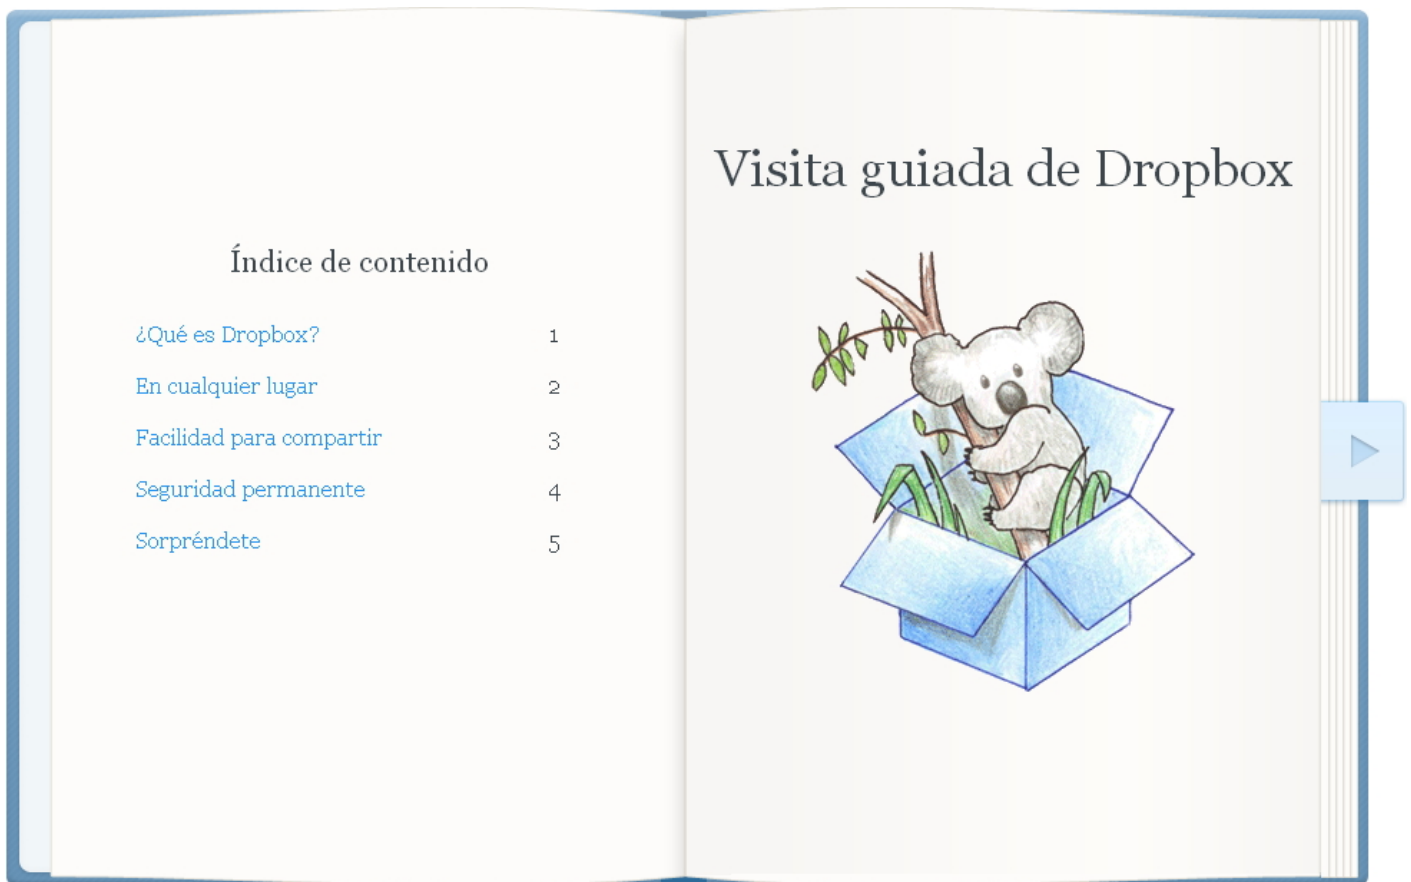 Índice de contenido
¿Qué es Dropbox? 1
En cualquier lugar 2
Facilidad para compartir 3
Seguridad permanente 4
Sorpréndete 5
Visita guiada de Dropbox